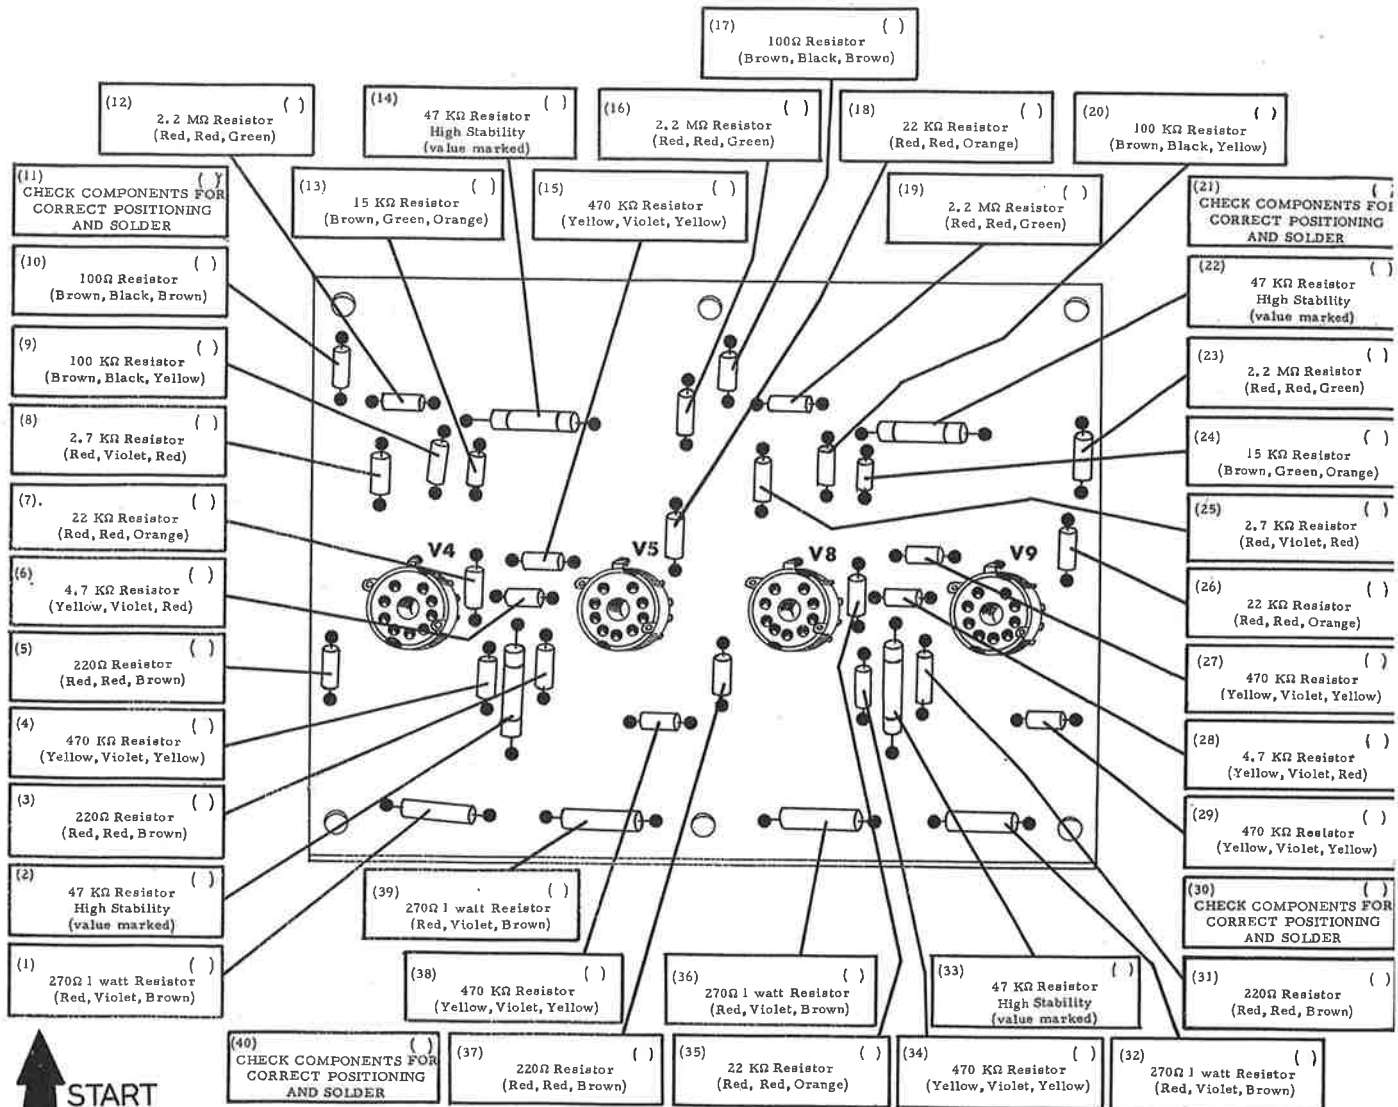 (17) ( )
100Ω Resistor
(Brown, Black, Brown)
(12) ( )
2.2 MΩ Resistor
(Red, Red, Green)
(14) ( )
47 KΩ Resistor
High Stability
(value marked)
(16) ( )
2.2 MΩ Resistor
(Red, Red, Green)
(18) ( )
22 KΩ Resistor
(Red, Red, Orange)
(20) ( )
100 KΩ Resistor
(Brown, Black, Yellow)
(11) ( )
CHECK COMPONENTS FOR
CORRECT POSITIONING
AND SOLDER
(13) ( )
15 KΩ Resistor
(Brown, Green, Orange)
(15) ( )
470 KΩ Resistor
(Yellow, Violet, Yellow)
(19) ( )
2.2 MΩ Resistor
(Red, Red, Green)
(21) ( )
CHECK COMPONENTS FOR
CORRECT POSITIONING
AND SOLDER
(10) ( )
100Ω Resistor
(Brown, Black, Brown)
(22) ( )
47 KΩ Resistor
High Stability
(value marked)
(9) ( )
100 KΩ Resistor
(Brown, Black, Yellow)
(23) ( )
2.2 MΩ Resistor
(Red, Red, Green)
(8) ( )
2.7 KΩ Resistor
(Red, Violet, Red)
(24) ( )
15 KΩ Resistor
(Brown, Green, Orange)
(7). ( )
22 KΩ Resistor
(Red, Red, Orange)
(25) ( )
2.7 KΩ Resistor
(Red, Violet, Red)
V4 V5 V8 V9
(6) ( )
4.7 KΩ Resistor
(Yellow, Violet, Red)
(26) ( )
22 KΩ Resistor
(Red, Red, Orange)
(5) ( )
220Ω Resistor
(Red, Red, Brown)
(27) ( )
470 KΩ Resistor
(Yellow, Violet, Yellow)
(4) ( )
470 KΩ Resistor
(Yellow, Violet, Yellow)
(28) ( )
4.7 KΩ Resistor
(Yellow, Violet, Red)
(3) ( )
220Ω Resistor
(Red, Red, Brown)
(29) ( )
470 KΩ Resistor
(Yellow, Violet, Yellow)
(2) ( )
47 KΩ Resistor
High Stability
(value marked)
(39) ( )
270Ω 1 watt Resistor
(Red, Violet, Brown)
(30) ( )
CHECK COMPONENTS FOR
CORRECT POSITIONING
AND SOLDER
(1) ( )
270Ω 1 watt Resistor
(Red, Violet, Brown)
(38) ( )
470 KΩ Resistor
(Yellow, Violet, Yellow)
(36) ( )
270Ω 1 watt Resistor
(Red, Violet, Brown)
(33) ( )
47 KΩ Resistor
High Stability
(value marked)
(31) ( )
220Ω Resistor
(Red, Red, Brown)
(40) ( )
CHECK COMPONENTS FOR
CORRECT POSITIONING
AND SOLDER
(37) ( )
220Ω Resistor
(Red, Red, Brown)
(35) ( )
22 KΩ Resistor
(Red, Red, Orange)
(34) ( )
470 KΩ Resistor
(Yellow, Violet, Yellow)
(32) ( )
270Ω 1 watt Resistor
(Red, Violet, Brown)
START